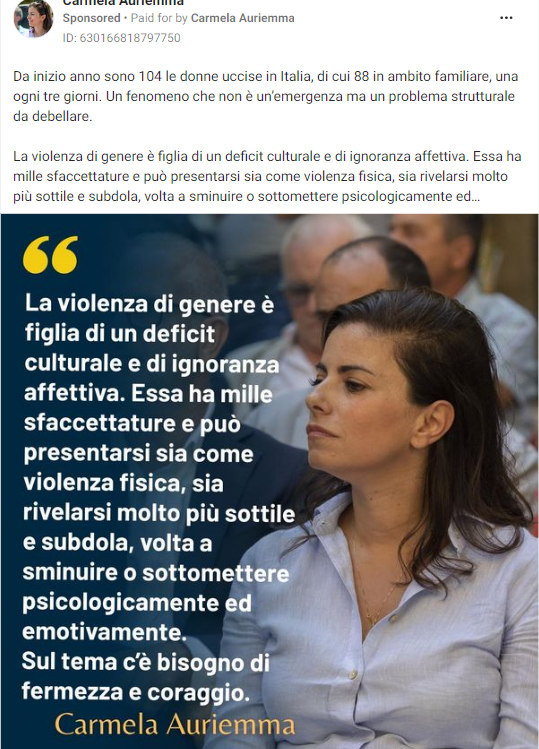 Carmela Auriemma
Sponsored • Paid for by Carmela Auriemma
ID: 630166818797750
Da inizio anno sono 104 le donne uccise in Italia, di cui 88 in ambito familiare, una
ogni tre giorni. Un fenomeno che non è un'emergenza ma un problema strutturale
da debellare.
La violenza di genere è figlia di un deficit culturale e di ignoranza affettiva. Essa ha
mille sfaccettature e può presentarsi sia come violenza fisica, sia rivelarsi molto
più sottile e subdola, volta a sminuire o sottomettere psicologicamente ed...
“
La violenza di genere è
figlia di un deficit
culturale e di ignoranza
affettiva. Essa ha mille
sfaccettature e può
presentarsi sia come
violenza fisica, sia
rivelarsi molto più sottile
e subdola, volta a
sminuire o sottomettere
psicologicamente ed
emotivamente.
Sul tema c'è bisogno di
fermezza e coraggio.
Carmela Auriemma